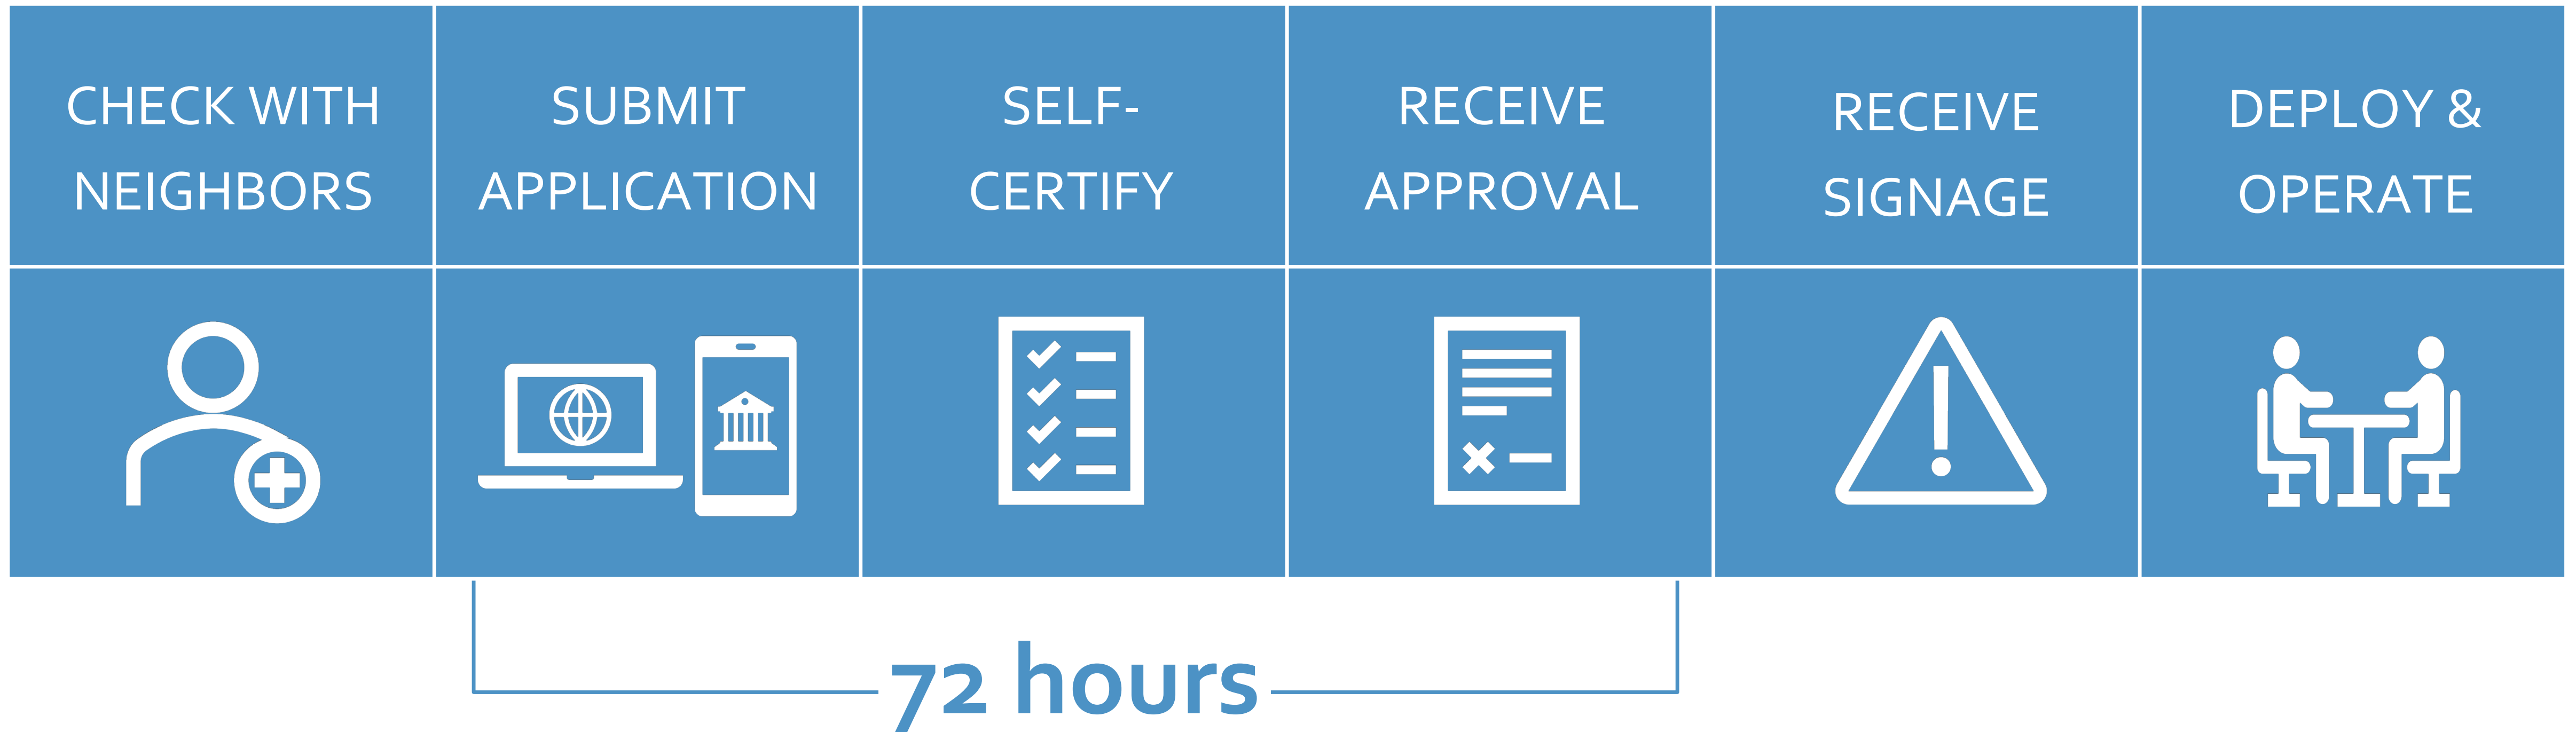 CHECK WITH
NEIGHBORS
SUBMIT
APPLICATION
SELF-
CERTIFY
RECEIVE
APPROVAL
RECEIVE
SIGNAGE
DEPLOY &
OPERATE
72 hours